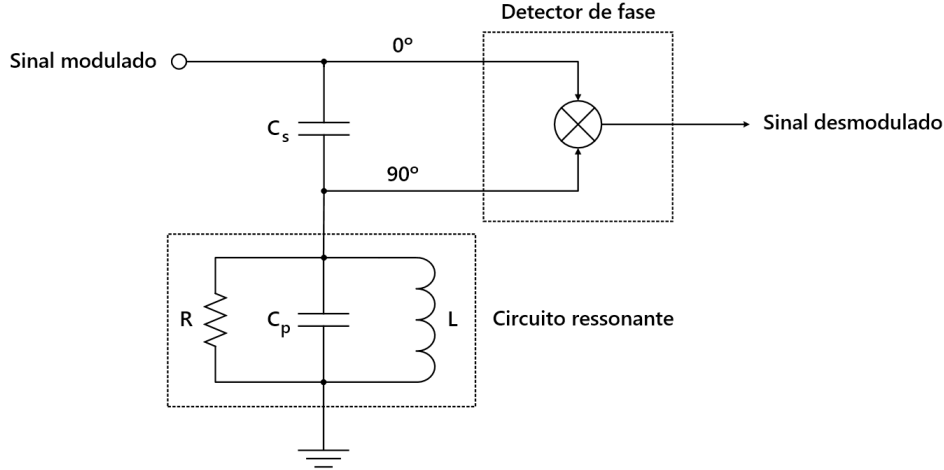 Detector de fase
Sinal modulado
0º
Cs
Sinal desmodulado
90º
R
Cp
L
Circuito ressonante